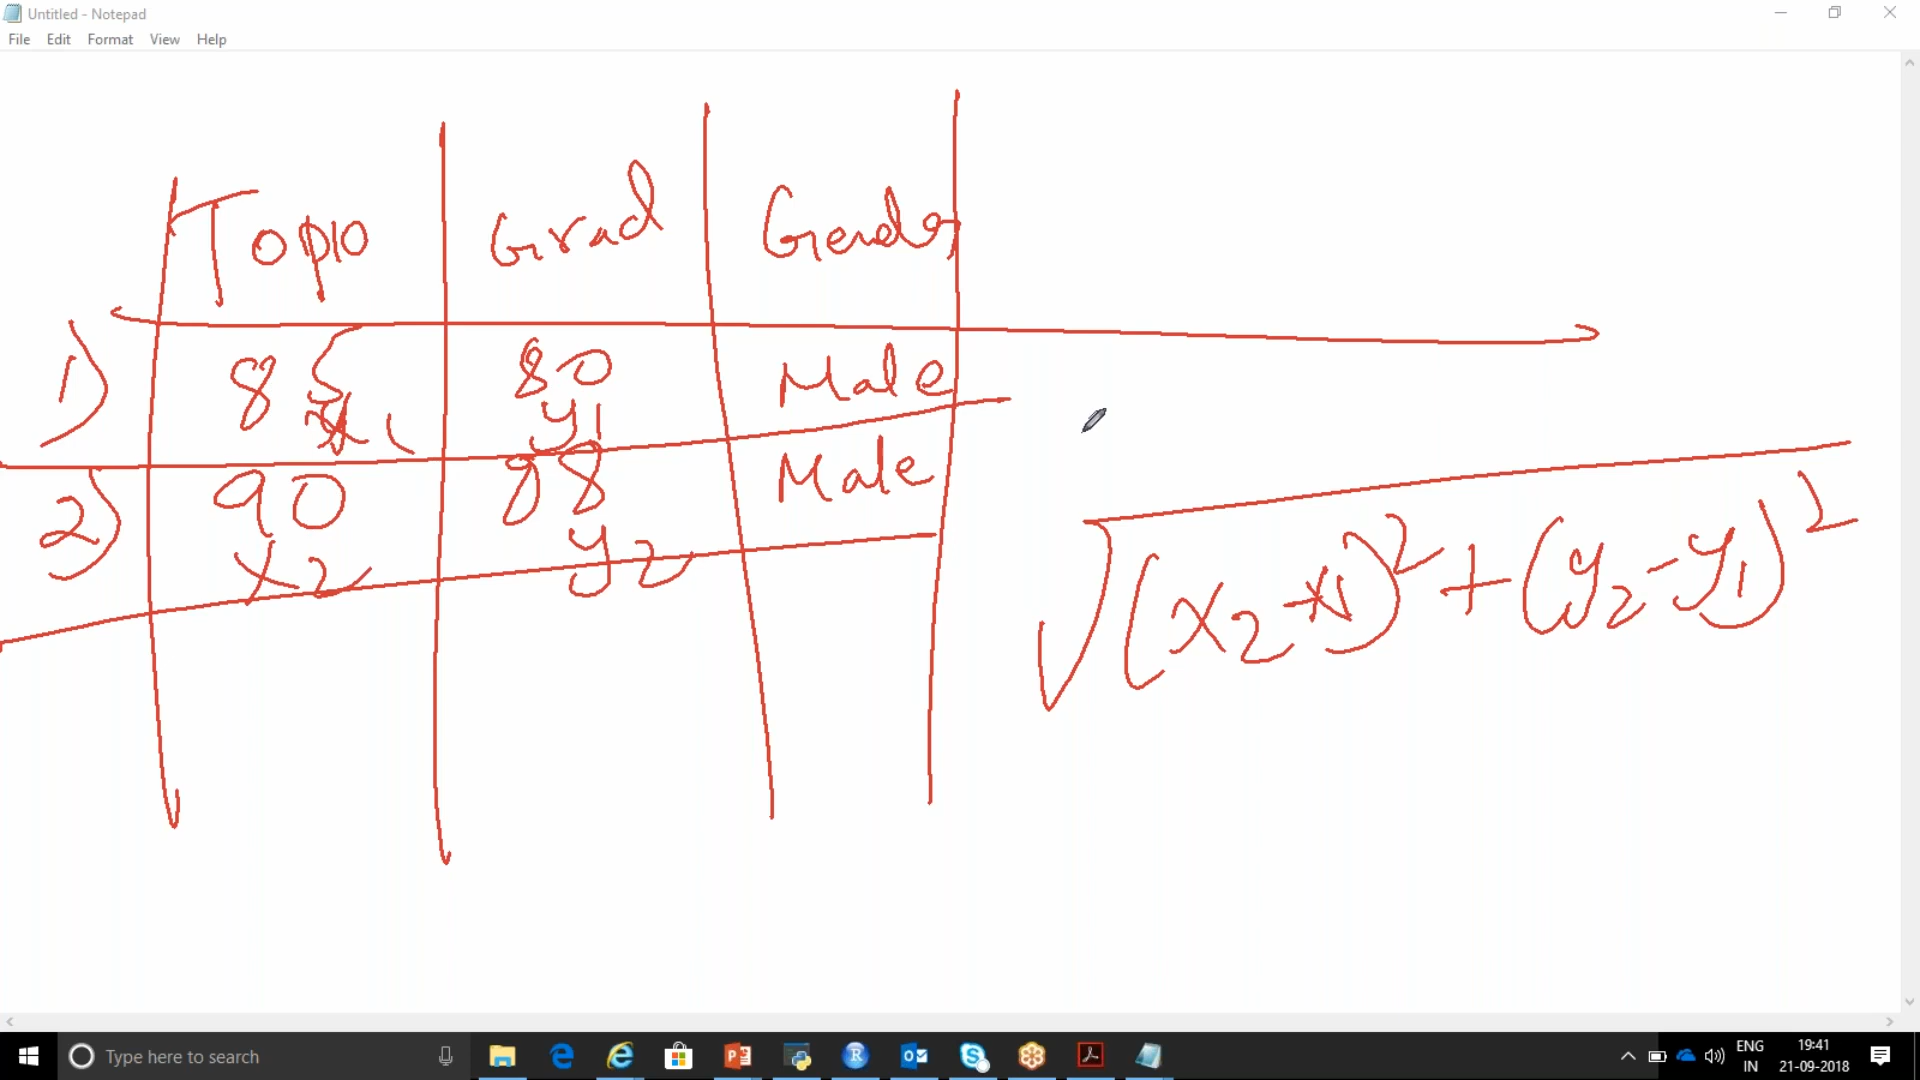 Untitled - Notepad
File Edit Format View Help
Top10 Grad Gender
1) 85 80 Male
x1 y1
2) 90 88 Male
x2 y2
√(x2-x1)²+(y2-y1)²
Type here to search
ENG 19:41
IN 21-09-2018